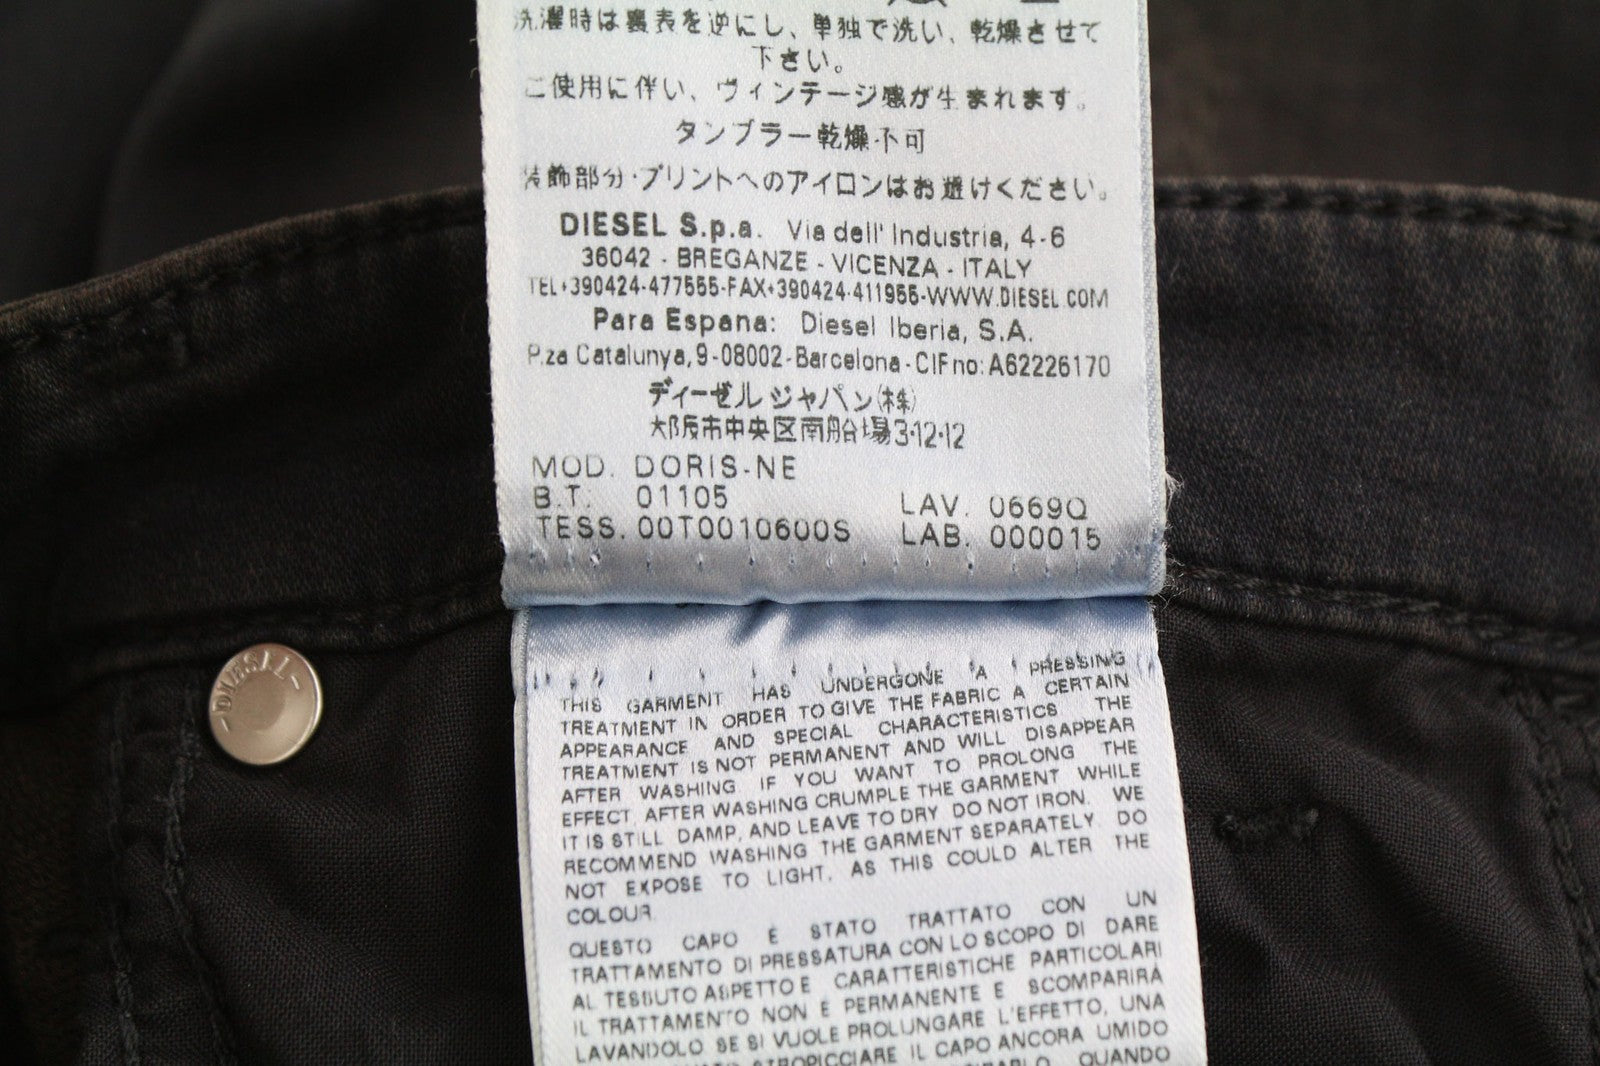 洗濯時は裏表を逆にし、単独で洗い、乾燥させて
下さい。
ご使用に伴い、ヴィンテージ感が生まれます。
タンブラー乾燥不可
装飾部分・プリントへのアイロンはお避けください。
DIESEL S.p.a. Via dell' Industria, 4-6
36042 - BREGANZE - VICENZA - ITALY
TEL+390424-477555-FAX+390424-411955-WWW.DIESEL.COM
Para Espana: Diesel Iberia, S.A.
P.za Catalunya, 9-08002-Barcelona-CIF no: A62226170
ディーゼル ジャパン(株)
大阪市中央区南船場3-12-12
MOD. DORIS-NE
B.T. 01105 LAV. 0669Q
TESS. 00T0010600S LAB. 000015
DIESEL
THIS GARMENT HAS UNDERGONE A PRESSING
TREATMENT IN ORDER TO GIVE THE FABRIC A CERTAIN
APPEARANCE AND SPECIAL CHARACTERISTICS THE
TREATMENT IS NOT PERMANENT AND WILL DISAPPEAR
AFTER WASHING. IF YOU WANT TO PROLONG THE
EFFECT, AFTER WASHING CRUMPLE THE GARMENT WHILE
IT IS STILL DAMP, AND LEAVE TO DRY. DO NOT IRON. WE
RECOMMEND WASHING THE GARMENT SEPARATELY. DO
NOT EXPOSE TO LIGHT, AS THIS COULD ALTER THE
COLOUR.
QUESTO CAPO È STATO TRATTATO CON UN
TRATTAMENTO DI PRESSATURA CON LO SCOPO DI DARE
AL TESSUTO ASPETTO E CARATTERISTICHE PARTICOLARI
IL TRATTAMENTO NON È PERMANENTE E SCOMPARIRÀ
LAVANDOLO SE SI VUOLE PROLUNGARE L'EFFETTO, UNA
STROPICCIARE IL CAPO ANCORA UMIDO
QUANDO